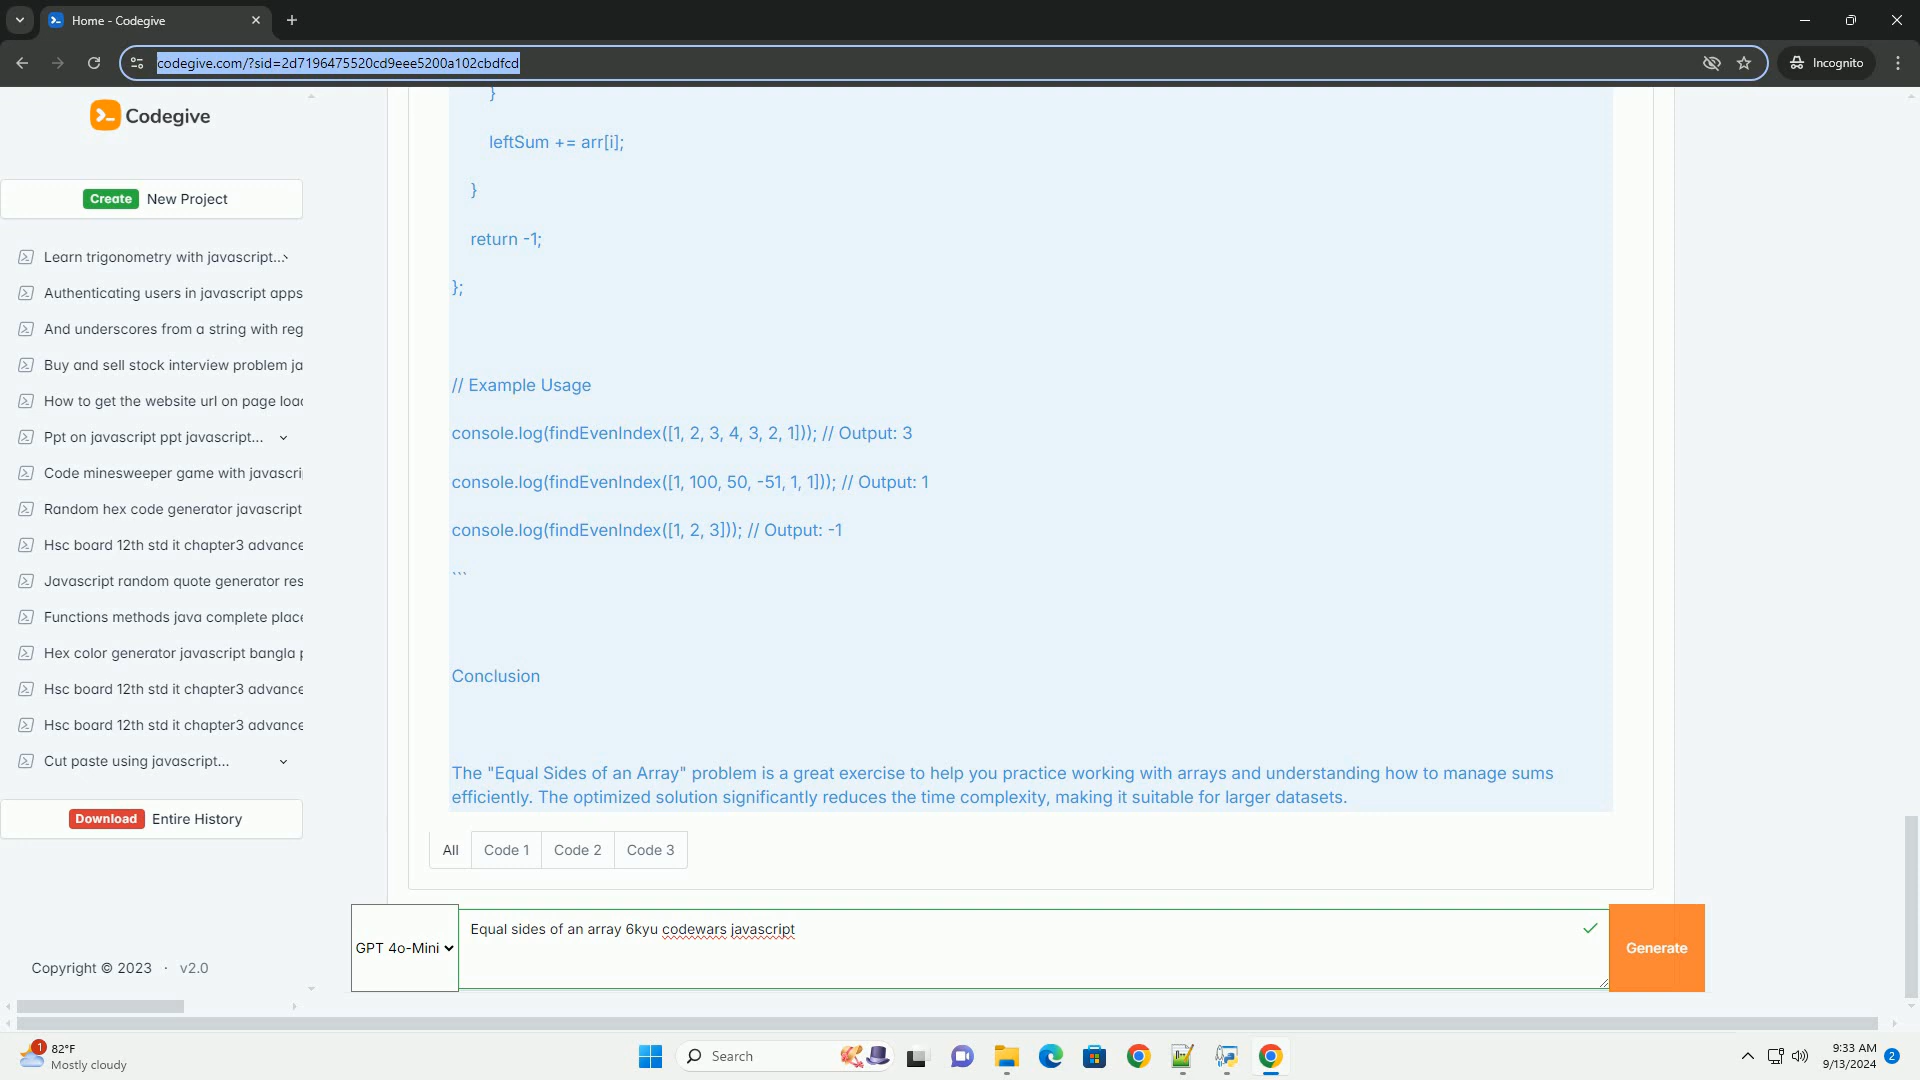 Home - Codegive
codegive.com/?sid=2d7196475520cd9eee5200a102cbdfcd
Incognito
Codegive
Create New Project
Learn trigonometry with javascript...
Authenticating users in javascript apps
And underscores from a string with reg
Buy and sell stock interview problem ja
How to get the website url on page load
Ppt on javascript ppt javascript...
Code minesweeper game with javascri
Random hex code generator javascript
Hsc board 12th std it chapter3 advance
Javascript random quote generator res
Functions methods java complete place
Hex color generator javascript bangla p
Hsc board 12th std it chapter3 advance
Hsc board 12th std it chapter3 advance
Cut paste using javascript...
Download Entire History
Copyright © 2023 · v2.0
}
leftSum += arr[i];
}
return -1;
};
// Example Usage
console.log(findEvenIndex([1, 2, 3, 4, 3, 2, 1])); // Output: 3
console.log(findEvenIndex([1, 100, 50, -51, 1, 1])); // Output: 1
console.log(findEvenIndex([1, 2, 3])); // Output: -1
```
Conclusion
The "Equal Sides of an Array" problem is a great exercise to help you practice working with arrays and understanding how to manage sums
efficiently. The optimized solution significantly reduces the time complexity, making it suitable for larger datasets.
All Code 1 Code 2 Code 3
GPT 4o-Mini
Equal sides of an array 6kyu codewars javascript
Generate
1
82°F
Mostly cloudy
Search
9:33 AM
9/13/2024
2